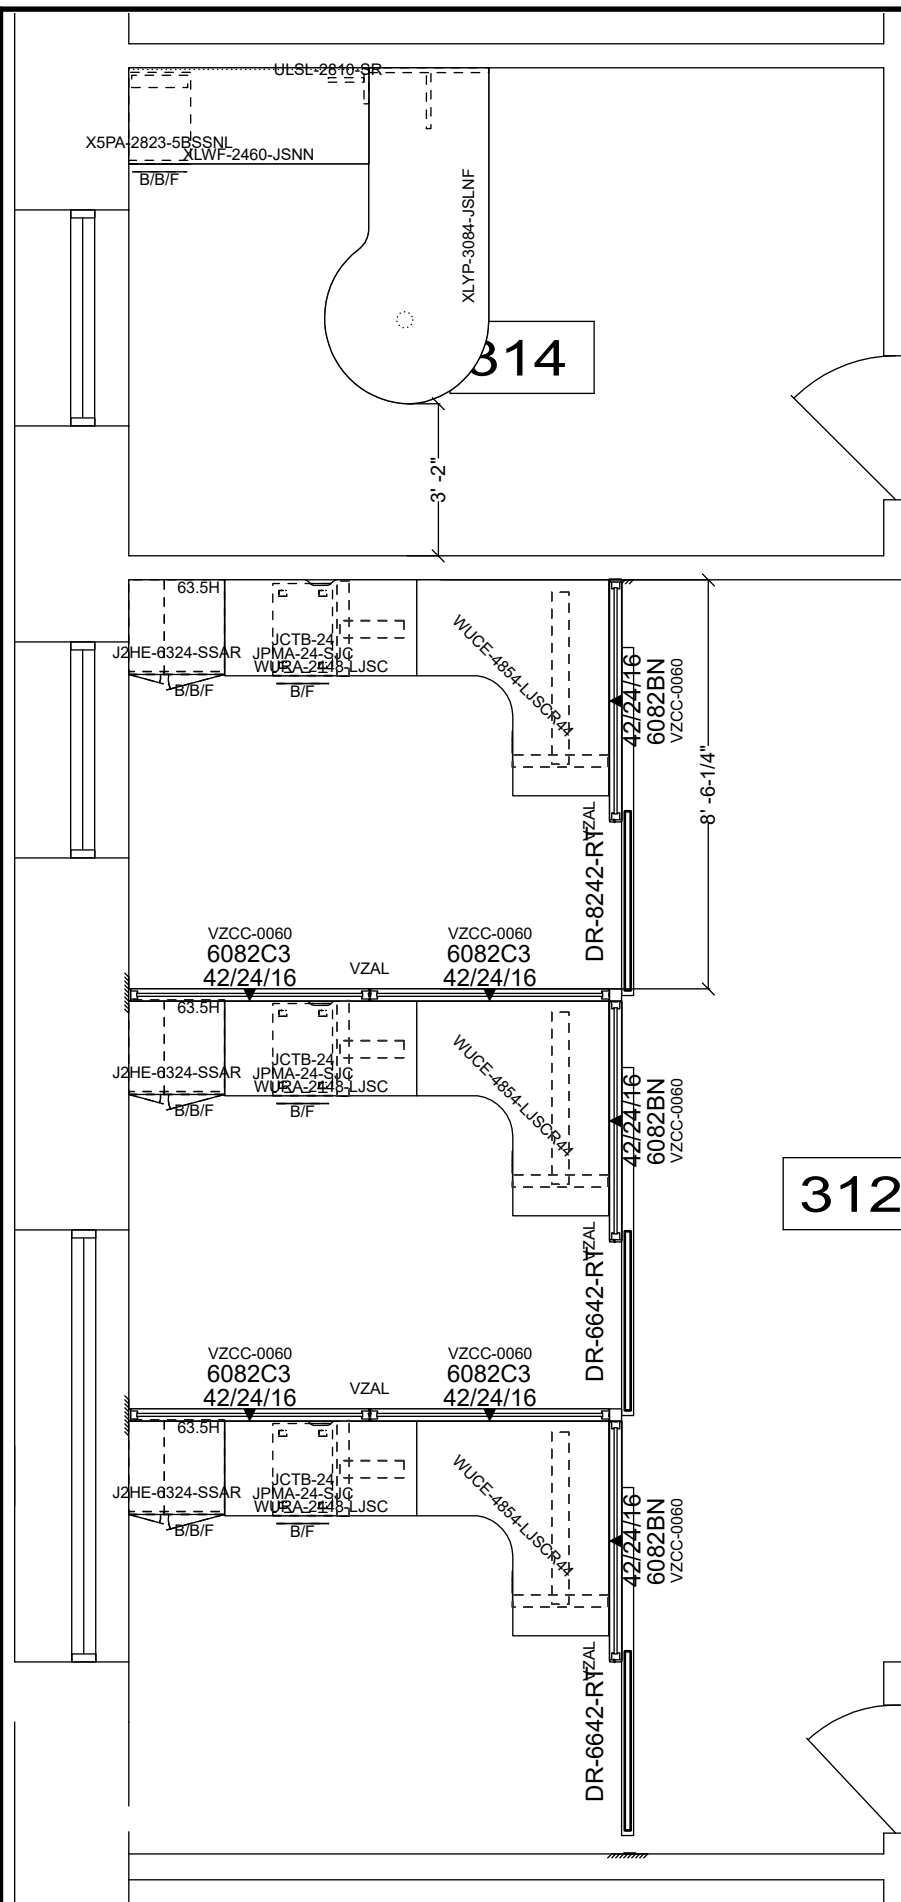 ULSL-2810-SR
X5PA-2823-5BSSNL
XLWF-2460-JSNN
B/B/F
XLYP-3084-JSLNF
314
3' -2"
63.5H
J2HE-6324-SSAR
B/B/F
JCTB-24
JPMA-24-SJC
WURA-2448-LJSC
B/F
WUCE-4854-LJSCR44
42/24/16
6082BN
VZCC-0060
8' -6-1/4"
VZAL
DR-8242-RT
VZCC-0060
6082C3
42/24/16
VZAL
VZCC-0060
6082C3
42/24/16
63.5H
J2HE-6324-SSAR
B/B/F
JCTB-24
JPMA-24-SJC
WURA-2448-LJSC
B/F
WUCE-4854-LJSCR44
42/24/16
6082BN
VZCC-0060
312
VZAL
DR-6642-RT
VZCC-0060
6082C3
42/24/16
VZAL
VZCC-0060
6082C3
42/24/16
63.5H
J2HE-6324-SSAR
B/B/F
JCTB-24
JPMA-24-SJC
WURA-2448-LJSC
B/F
WUCE-4854-LJSCR44
42/24/16
6082BN
VZCC-0060
VZAL
DR-6642-RT